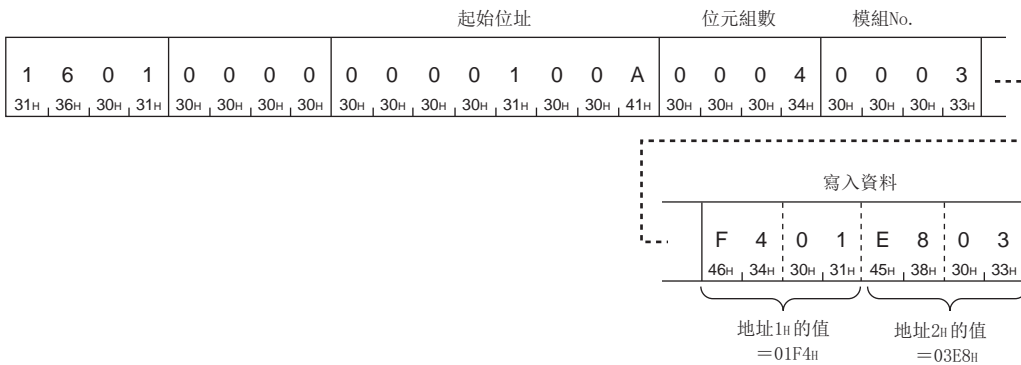 起始位址 位元組數 模組No.
1 6 0 1 0 0 0 0 0 0 0 0 1 0 0 A 0 0 0 4 0 0 0 3
31H 36H 30H 31H 30H 30H 30H 30H 30H 30H 30H 30H 31H 30H 30H 41H 30H 30H 30H 34H 30H 30H 30H 33H
寫入資料
F 4 0 1 E 8 0 3
46H 34H 30H 31H 45H 38H 30H 33H
地址1H的值 地址2H的值
＝01F4H ＝03E8H